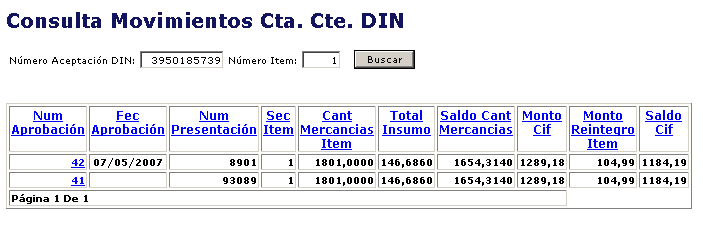 Consulta Movimientos Cta. Cte. DIN
Número Aceptación DIN: 3950185739 Número Item: 1 Buscar
Num Aprobación Fec Aprobación Num Presentación Sec Item Cant Mercancias Item Total Insumo Saldo Cant Mercancias Monto Cif Monto Reintegro Item Saldo Cif
42 07/05/2007 8901 1 1801,0000 146,6860 1654,3140 1289,18 104,99 1184,19
41 93089 1 1801,0000 146,6860 1654,3140 1289,18 104,99 1184,19
Página 1 De 1